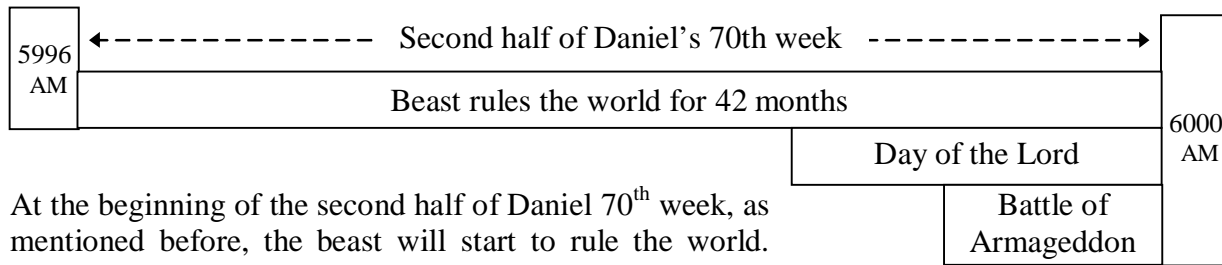 5996
AM
Second half of Daniel’s 70th week
Beast rules the world for 42 months
6000
AM
Day of the Lord
Battle of
Armageddon
At the beginning of the second half of Daniel 70th week, as
mentioned before, the beast will start to rule the world.